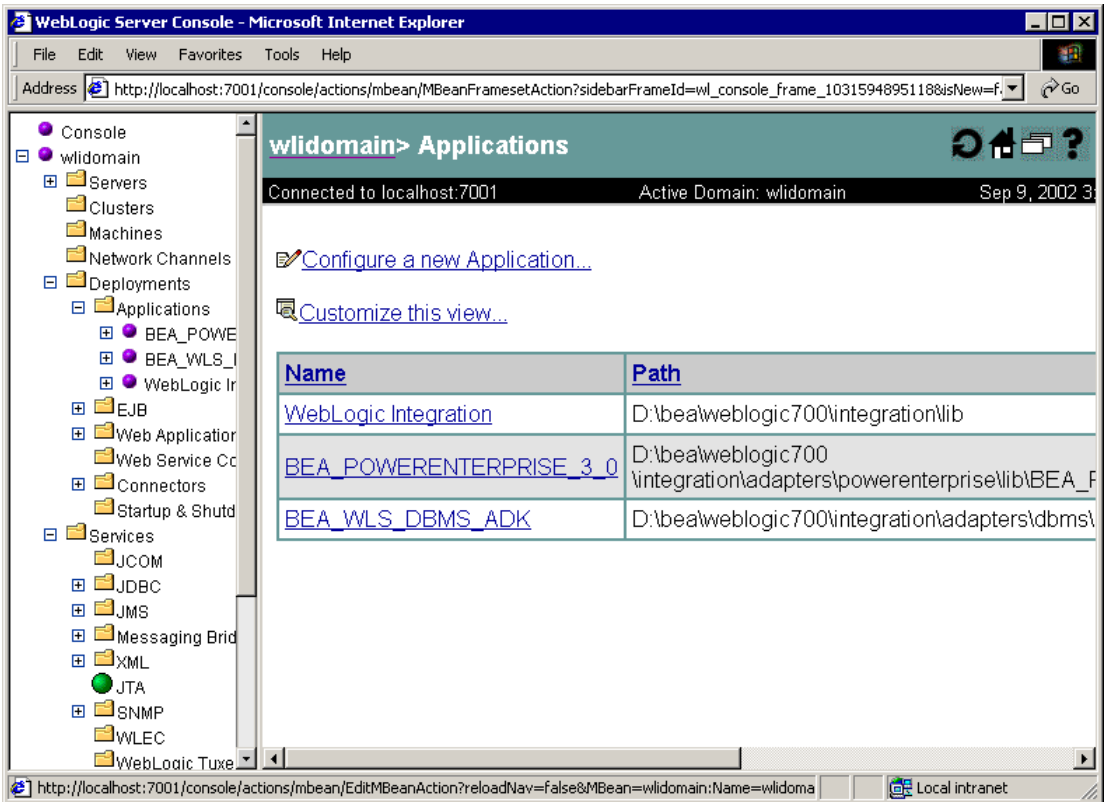 WebLogic Server Console - Microsoft Internet Explorer
File Edit View Favorites Tools Help
Address http://localhost:7001/console/actions/mbean/MBeanFramesetAction?sidebarFrameId=wl_console_frame_1031594895118&isNew=f Go
Console
wlidomain
Servers
Clusters
Machines
Network Channels
Deployments
Applications
BEA_POWE
BEA_WLS_
WebLogic Ir
EJB
Web Applicatior
Web Service Co
Connectors
Startup & Shutd
Services
JCOM
JDBC
JMS
Messaging Brid
XML
JTA
SNMP
WLEC
WebLogic Tuxe
wlidomain> Applications
Connected to localhost:7001 Active Domain: wlidomain Sep 9, 2002 3:
Configure a new Application...
Customize this view...
Name Path
WebLogic Integration D:\bea\weblogic700\integration\lib
BEA_POWERENTERPRISE_3_0 D:\bea\weblogic700
\integration\adapters\powerenterprise\lib\BEA_P
BEA_WLS_DBMS_ADK D:\bea\weblogic700\integration\adapters\dbms\
http://localhost:7001/console/actions/mbean/EditMBeanAction?reloadNav=false&MBean=wlidomain:Name=wlidoma Local intranet